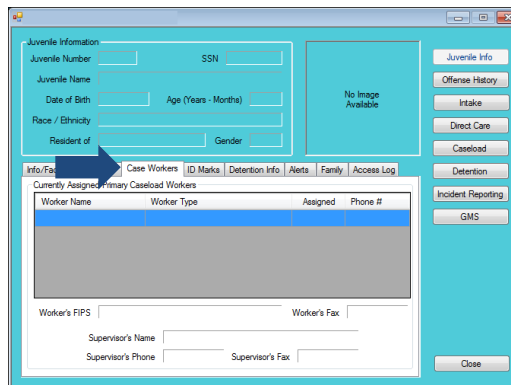 Juvenile Information
Juvenile Number SSN Juvenile Info
Juvenile Name Offense History
No Image
Available
Date of Birth Age (Years - Months) Intake
Race / Ethnicity Direct Care
Resident of Gender Caseload
Info/Fac Case Workers ID Marks Detention Info Alerts Family Access Log Detention
Currently Assigned Primary Caseload Workers
Worker Name Worker Type Assigned Phone # Incident Reporting
GMS
Worker's FIPS Worker's Fax
Supervisor's Name
Supervisor's Phone Supervisor's Fax Close